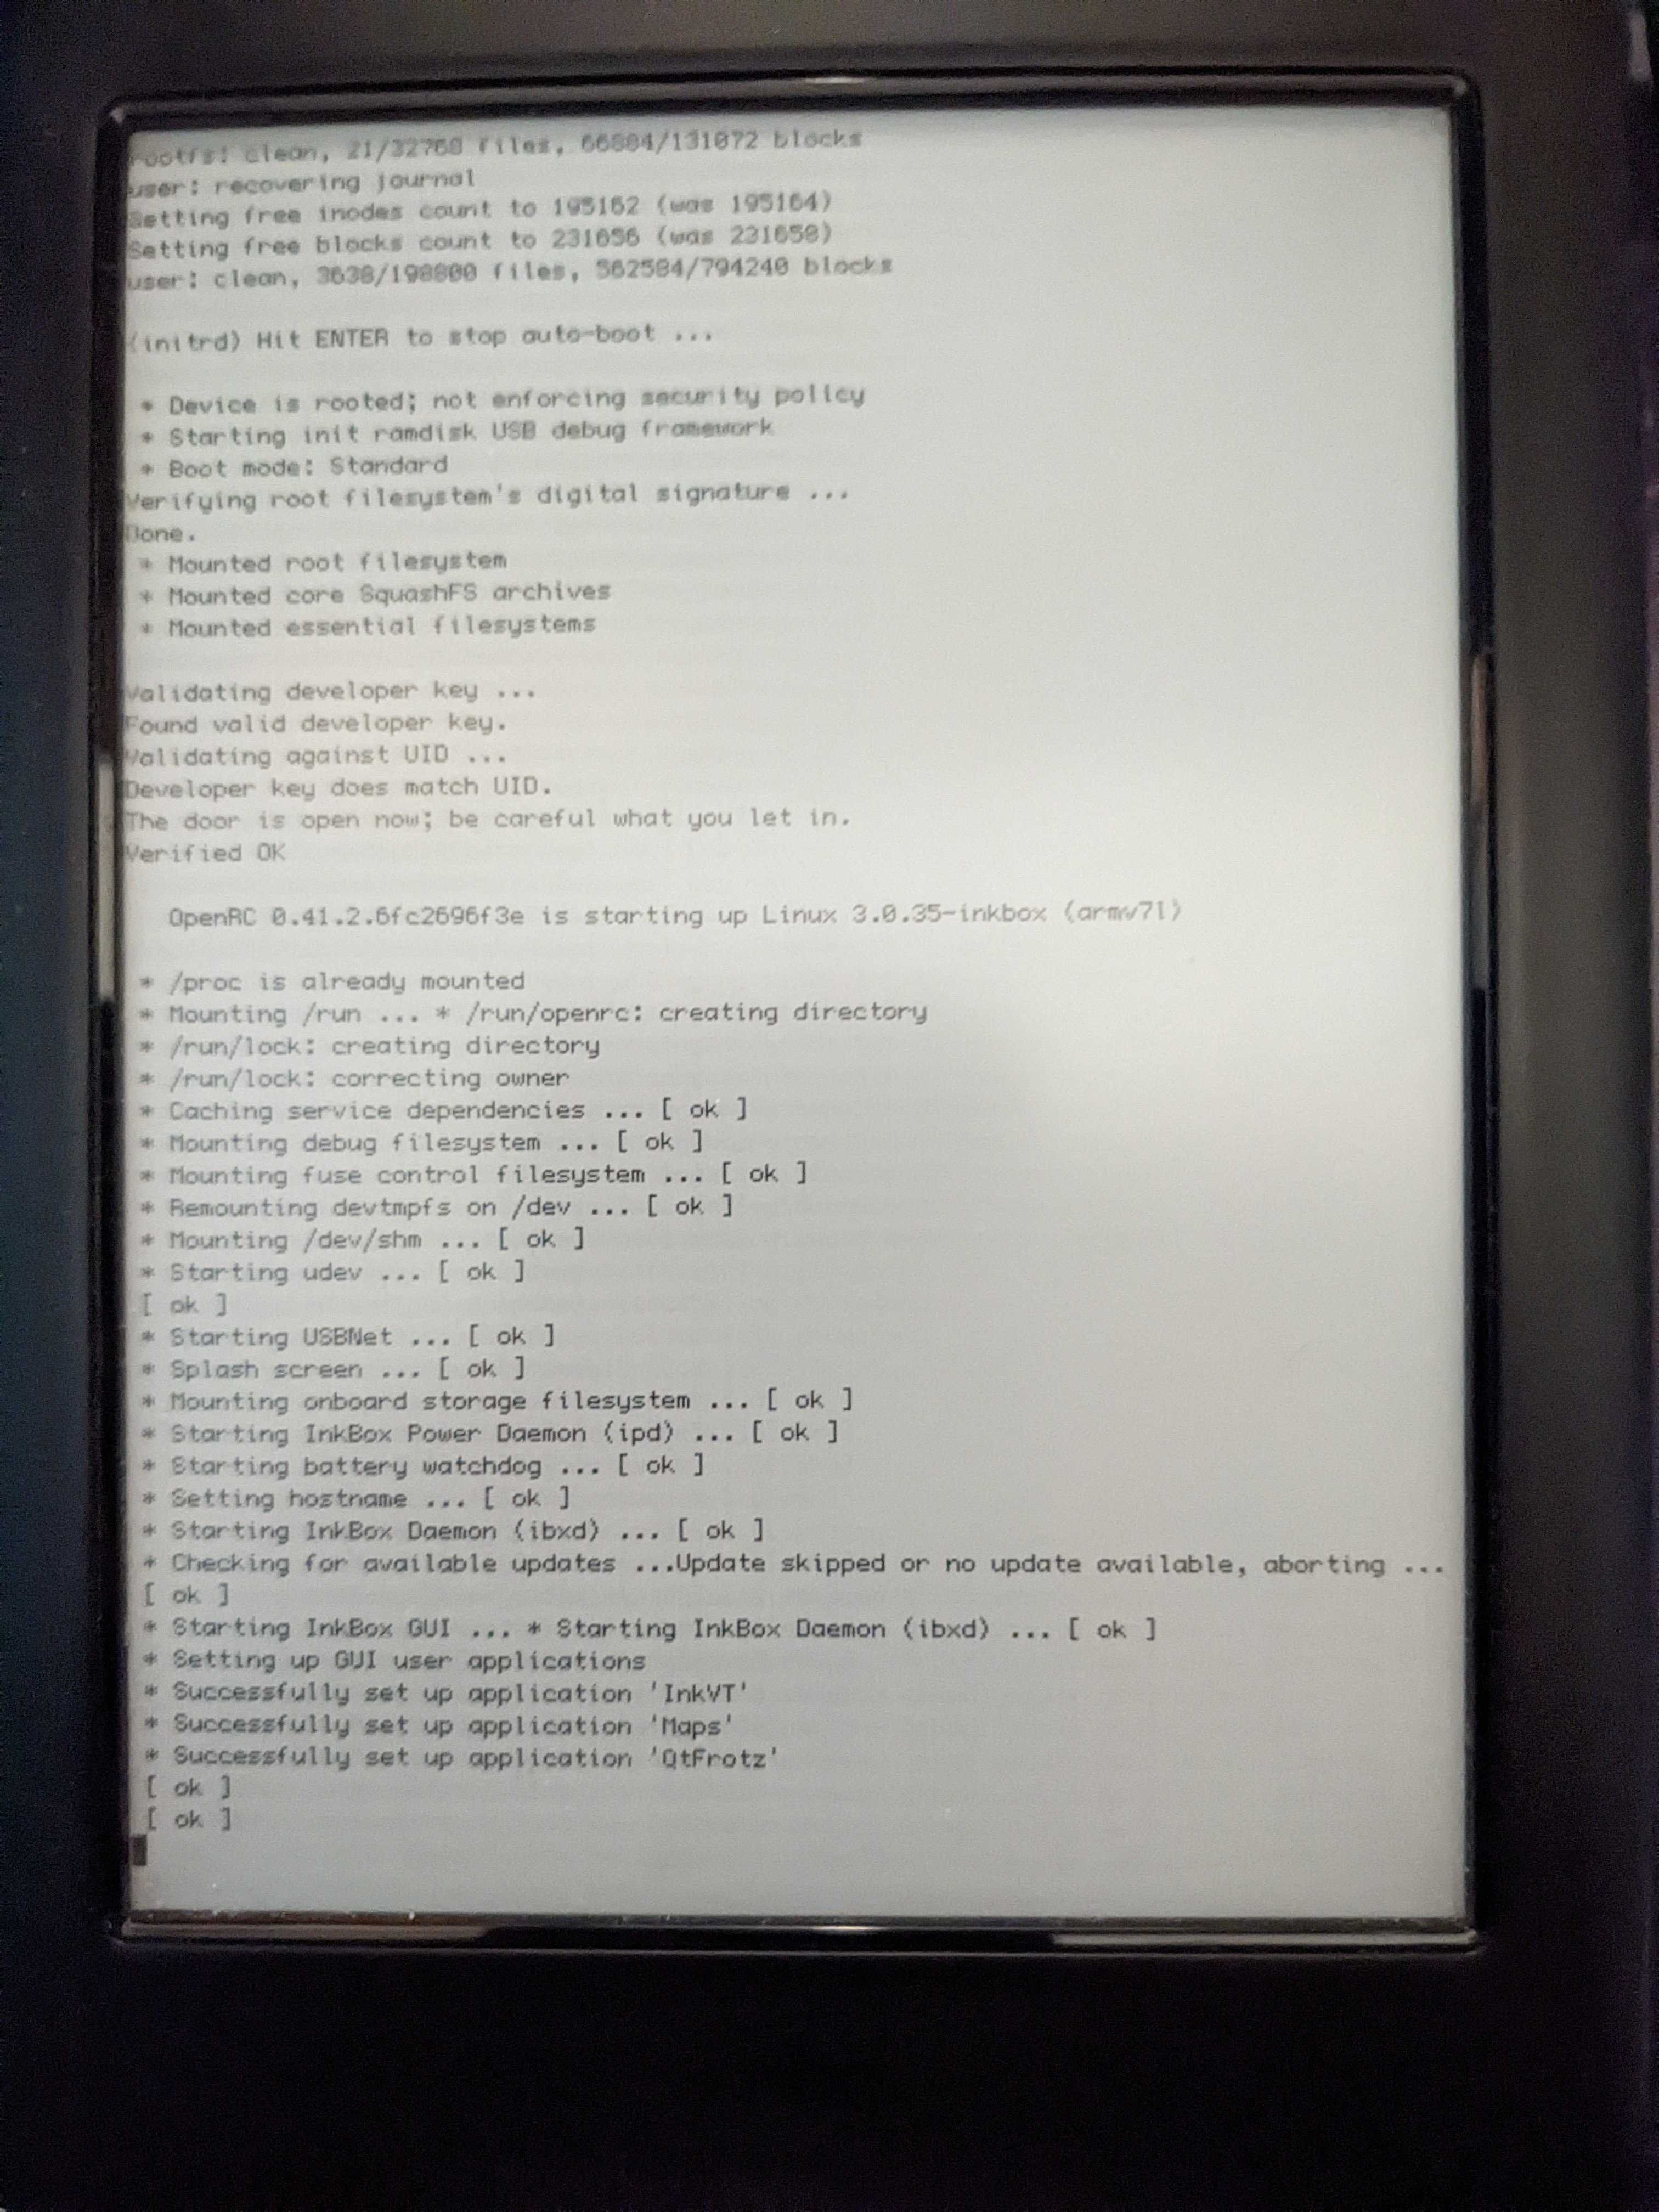 rootfs: clean, 21/32768 files, 66804/131072 blocks
user: recovering journal
Setting free inodes count to 195162 (was 195164)
Setting free blocks count to 231656 (was 231658)
user: clean, 3638/198800 files, 562584/794240 blocks
(initrd) Hit ENTER to stop auto-boot ...
* Device is rooted; not enforcing security policy
* Starting init ramdisk USB debug framework
* Boot mode: Standard
Verifying root filesystem's digital signature ...
Done.
* Mounted root filesystem
* Mounted core SquashFS archives
* Mounted essential filesystems
Validating developer key ...
Found valid developer key.
Validating against UID ...
Developer key does match UID.
The door is open now; be careful what you let in.
Verified OK
OpenRC 0.41.2.6fc2696f3e is starting up Linux 3.0.35-inkbox (armv7l)
* /proc is already mounted
* Mounting /run ... * /run/openrc: creating directory
* /run/lock: creating directory
* /run/lock: correcting owner
* Caching service dependencies ... [ ok ]
* Mounting debug filesystem ... [ ok ]
* Mounting fuse control filesystem ... [ ok ]
* Remounting devtmpfs on /dev ... [ ok ]
* Mounting /dev/shm ... [ ok ]
* Starting udev ... [ ok ]
[ ok ]
* Starting USBNet ... [ ok ]
* Splash screen ... [ ok ]
* Mounting onboard storage filesystem ... [ ok ]
* Starting InkBox Power Daemon (ipd) ... [ ok ]
* Starting battery watchdog ... [ ok ]
* Setting hostname ... [ ok ]
* Starting InkBox Daemon (ibxd) ... [ ok ]
* Checking for available updates ...Update skipped or no update available, aborting ...
[ ok ]
* Starting InkBox GUI ... * Starting InkBox Daemon (ibxd) ... [ ok ]
* Setting up GUI user applications
* Successfully set up application 'InkVT'
* Successfully set up application 'Maps'
* Successfully set up application 'QtFrotz'
[ ok ]
[ ok ]